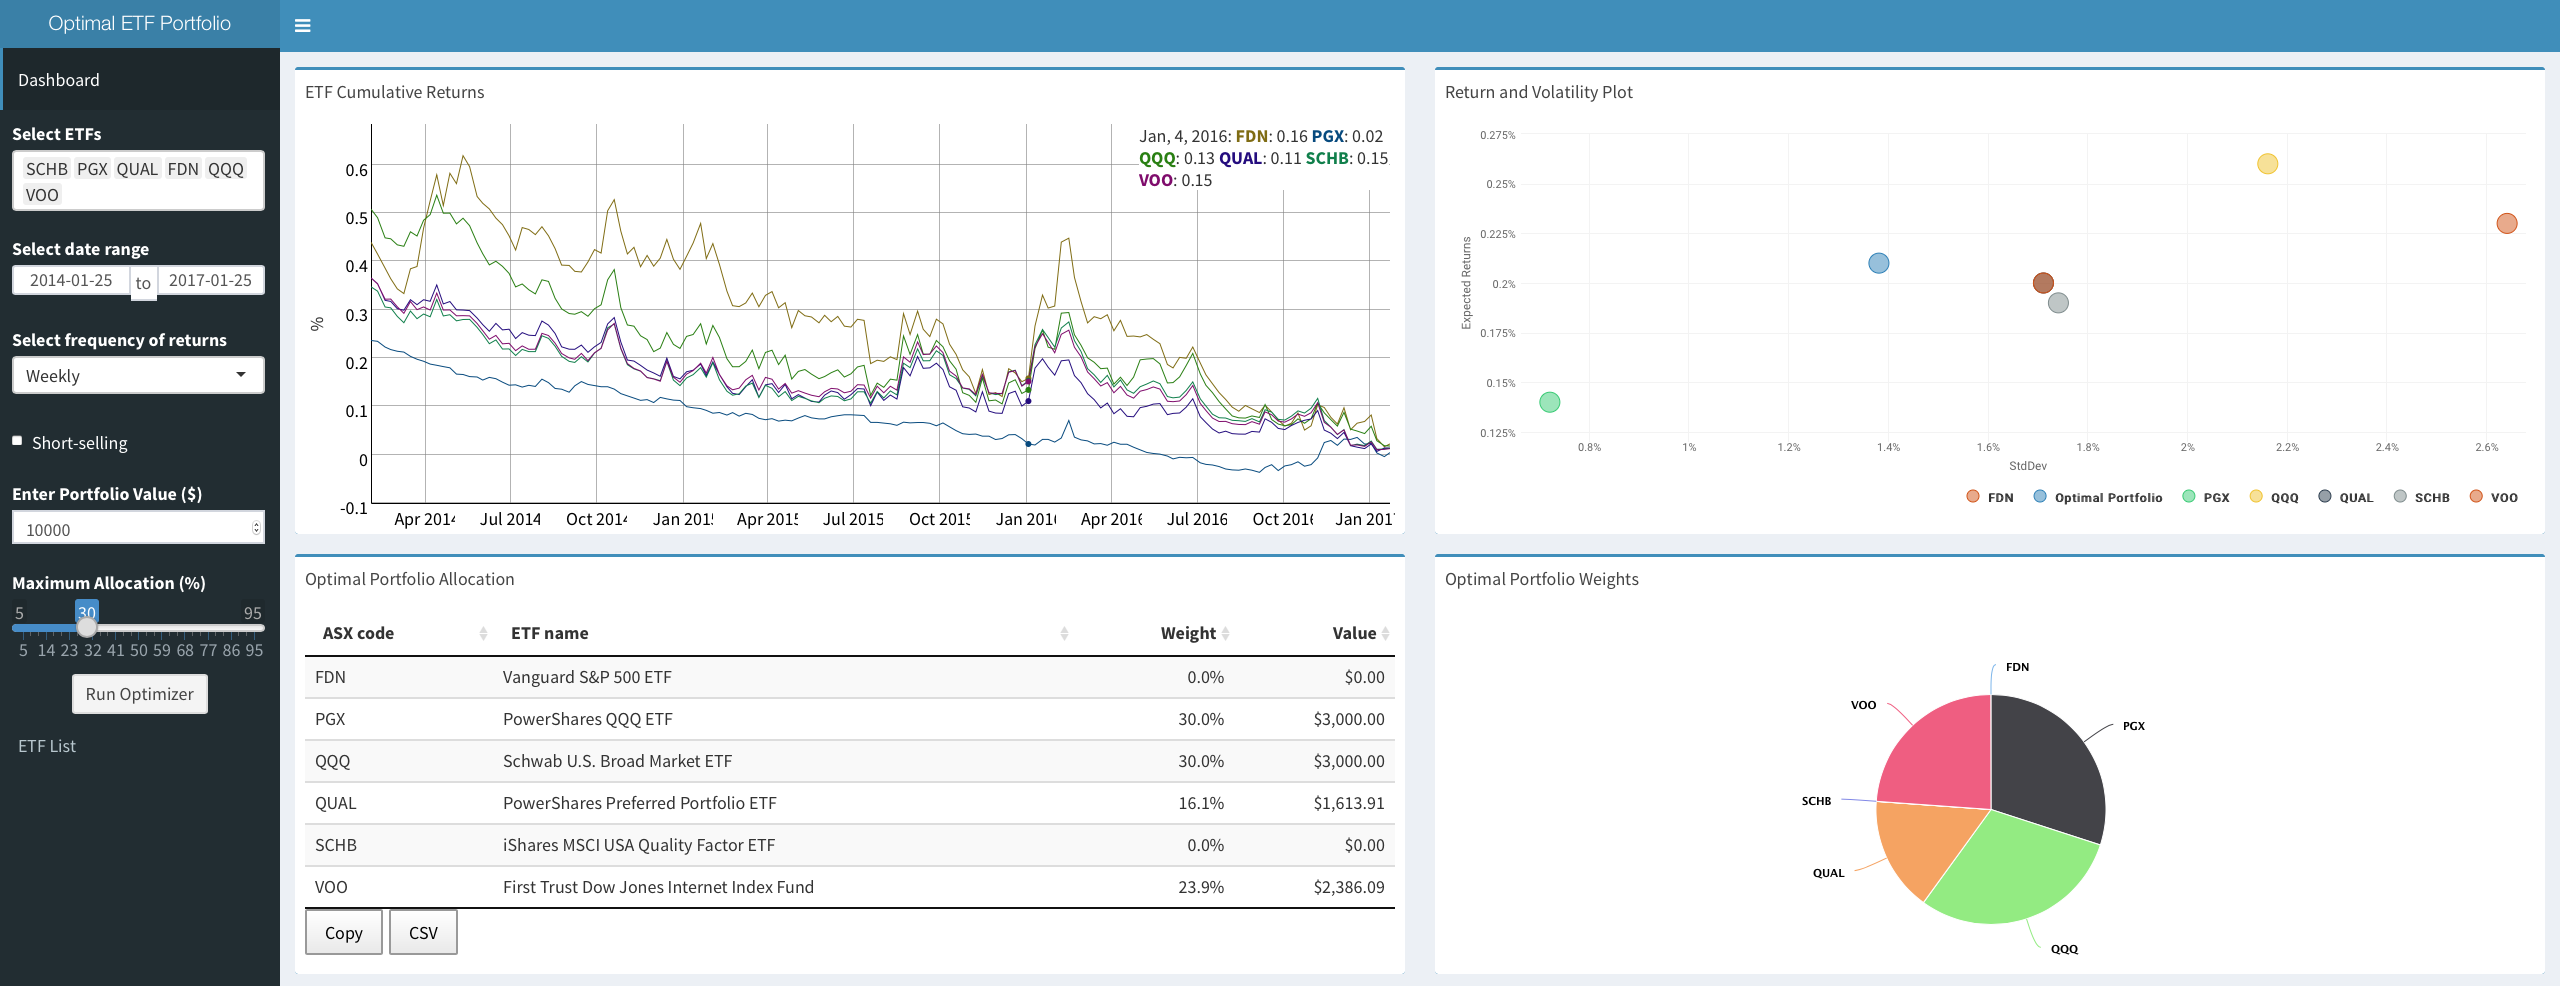 Optimal ETF Portfolio
Dashboard
Select ETFs
SCHB PGX QUAL FDN QQQ
VOO
Select date range
2014-01-25 to 2017-01-25
Select frequency of returns
Weekly
Short-selling
Enter Portfolio Value ($)
10000
Maximum Allocation (%)
5 30 95
5 14 23 32 41 50 59 68 77 86 95
Run Optimizer
ETF List
ETF Cumulative Returns
Jan, 4, 2016: FDN: 0.16 PGX: 0.02
QQQ: 0.13 QUAL: 0.11 SCHB: 0.15
VOO: 0.15
%
0.6
0.5
0.4
0.3
0.2
0.1
0
-0.1
Apr 2014 Jul 2014 Oct 2014 Jan 2015 Apr 2015 Jul 2015 Oct 2015 Jan 2016 Apr 2016 Jul 2016 Oct 2016 Jan 201
Return and Volatility Plot
Expected Returns
0.275%
0.25%
0.225%
0.2%
0.175%
0.15%
0.125%
0.8% 1% 1.2% 1.4% 1.6% 1.8% 2% 2.2% 2.4% 2.6%
StdDev
FDN Optimal Portfolio PGX QQQ QUAL SCHB VOO
Optimal Portfolio Allocation
ASX code ETF name Weight Value
FDN Vanguard S&P 500 ETF 0.0% $0.00
PGX PowerShares QQQ ETF 30.0% $3,000.00
QQQ Schwab U.S. Broad Market ETF 30.0% $3,000.00
QUAL PowerShares Preferred Portfolio ETF 16.1% $1,613.91
SCHB iShares MSCI USA Quality Factor ETF 0.0% $0.00
VOO First Trust Dow Jones Internet Index Fund 23.9% $2,386.09
Copy CSV
Optimal Portfolio Weights
FDN
VOO
PGX
SCHB
QUAL
QQQ